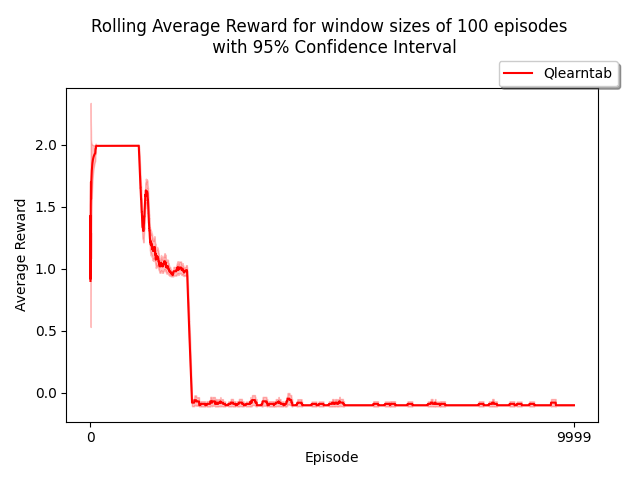 Rolling Average Reward for window sizes of 100 episodes
with 95% Confidence Interval
Qlearntab
2.0
1.5
1.0
0.5
0.0
Average Reward
0
9999
Episode